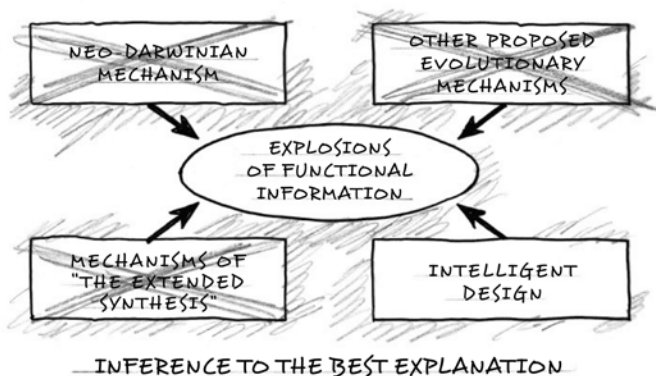 NEO-DARWINIAN
MECHANISM
OTHER PROPOSED
EVOLUTIONARY
MECHANISMS
EXPLOSIONS
OF FUNCTIONAL
INFORMATION
MECHANISMS OF
"THE EXTENDED
SYNTHESIS"
INTELLIGENT
DESIGN
INFERENCE TO THE BEST EXPLANATION